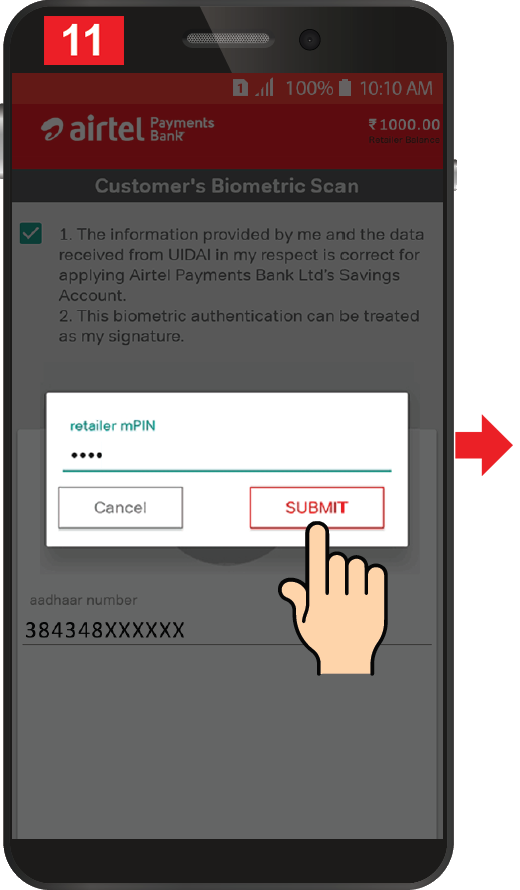 11
1 100% 10:10 AM
airtel Payments Bank
₹1000.00
Retailer Balance
Customer's Biometric Scan
1. The information provided by me and the data
received from UIDAI in my respect is correct for
applying Airtel Payments Bank Ltd's Savings
Account.
2. This biometric authentication can be treated
as my signature.
retailer mPIN
••••
Cancel
SUBMIT
aadhaar number
384348XXXXXX